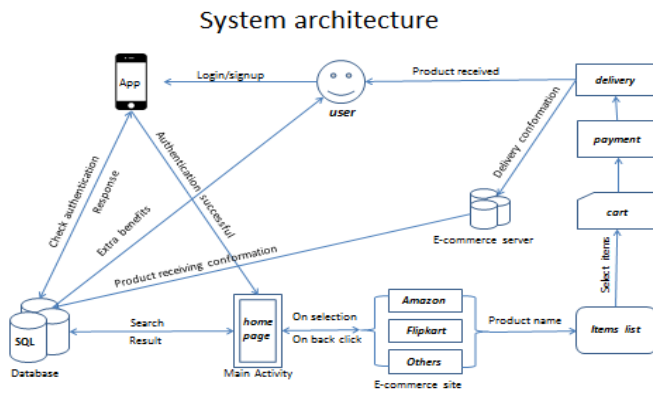 System architecture
App
Login/signup
user
Product received
delivery
payment
cart
Select items
Items list
Delivery conformation
E-commerce server
Authentication successful
Check authentication
Response
Extra benefits
Product receiving conformation
SQL
Database
Search
Result
home
page
Main Activity
On selection
On back click
Amazon
Flipkart
Others
E-commerce site
Product name